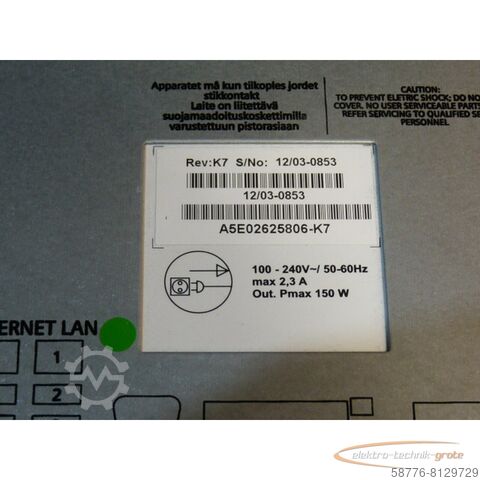 Apparatet må kun tilkoples jordet
stikkontakt
Laite on liitettävä
suojamaadoituskoskettimilla
varustettuun pistorasiaan
CAUTION:
TO PREVENT ELETRIC SHOCK; DO NO
COVER. NO USER SERVICEABLE PARTS
REFER SERVICING TO QUALIFIED SE
PERSONNEL
Rev:K7 S/No: 12/03-0853
12/03-0853
A5E02625806-K7
100 - 240V~/ 50-60Hz
max 2,3 A
Out. Pmax 150 W
ERNET LAN
1
2
elektro-technik-grote
58776-8129729